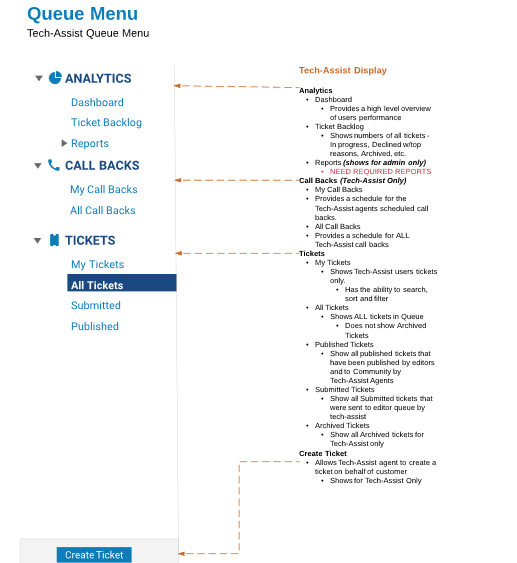 Queue Menu
Tech-Assist Queue Menu
ANALYTICS
Dashboard
Ticket Backlog
Reports
CALL BACKS
My Call Backs
All Call Backs
TICKETS
My Tickets
All Tickets
Submitted
Published
Create Ticket
Tech-Assist Display
Analytics
• Dashboard
• Provides a high level overview
of users performance
• Ticket Backlog
• Shows numbers of all tickets -
In progress, Declined w/top
reasons, Archived, etc.
• Reports (shows for admin only)
• NEED REQUIRED REPORTS
Call Backs (Tech-Assist Only)
• My Call Backs
• Provides a schedule for the
Tech-Assist agents scheduled call
backs.
• All Call Backs
• Provides a schedule for ALL
Tech-Assist call backs
Tickets
• My Tickets
• Shows Tech-Assist users tickets
only.
• Has the ability to search,
sort and filter
• All Tickets
• Shows ALL tickets in Queue
• Does not show Archived
Tickets
• Published Tickets
• Show all published tickets that
have been published by editors
and to Community by
Tech-Assist Agents
• Submitted Tickets
• Show all Submitted tickets that
were sent to editor queue by
tech-assist
• Archived Tickets
• Show all Archived tickets for
Tech-Assist only
Create Ticket
• Allows Tech-Assist agent to create a
ticket on behalf of customer
• Shows for Tech-Assist Only